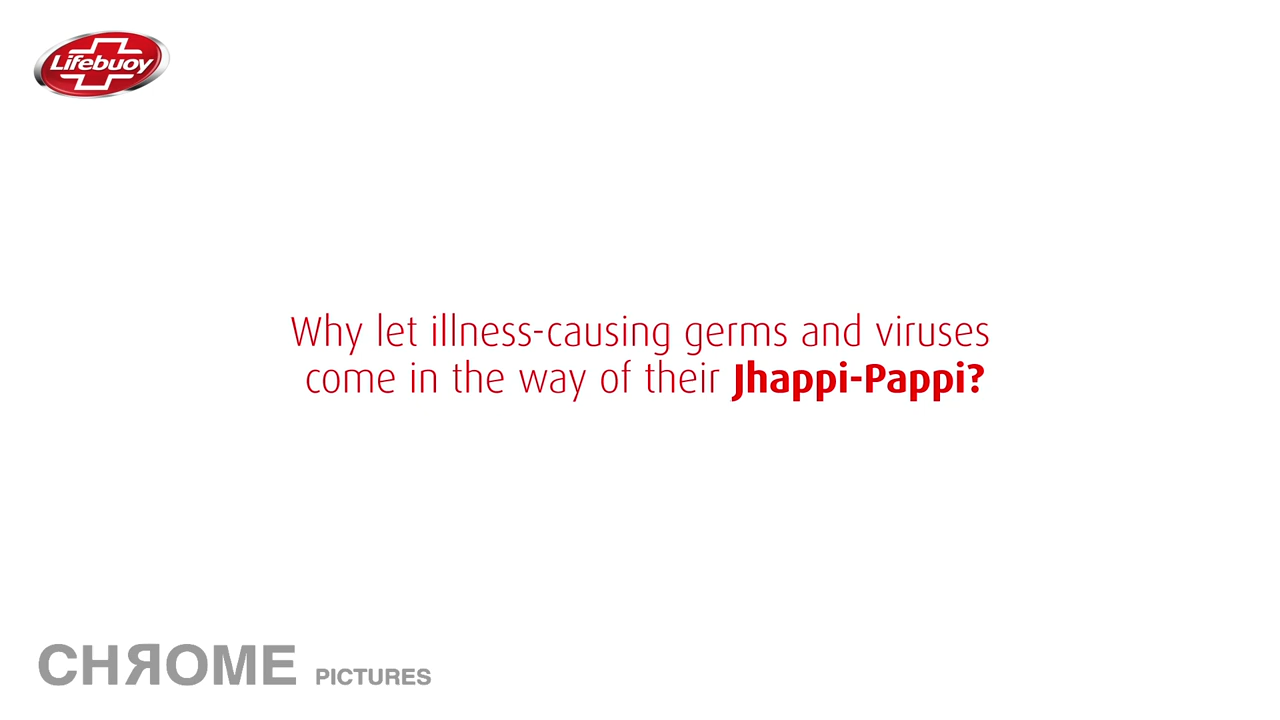 Lifebuoy
Why let illness-causing germs and viruses
come in the way of their Jhappi-Pappi?
CHЯOME PICTURES